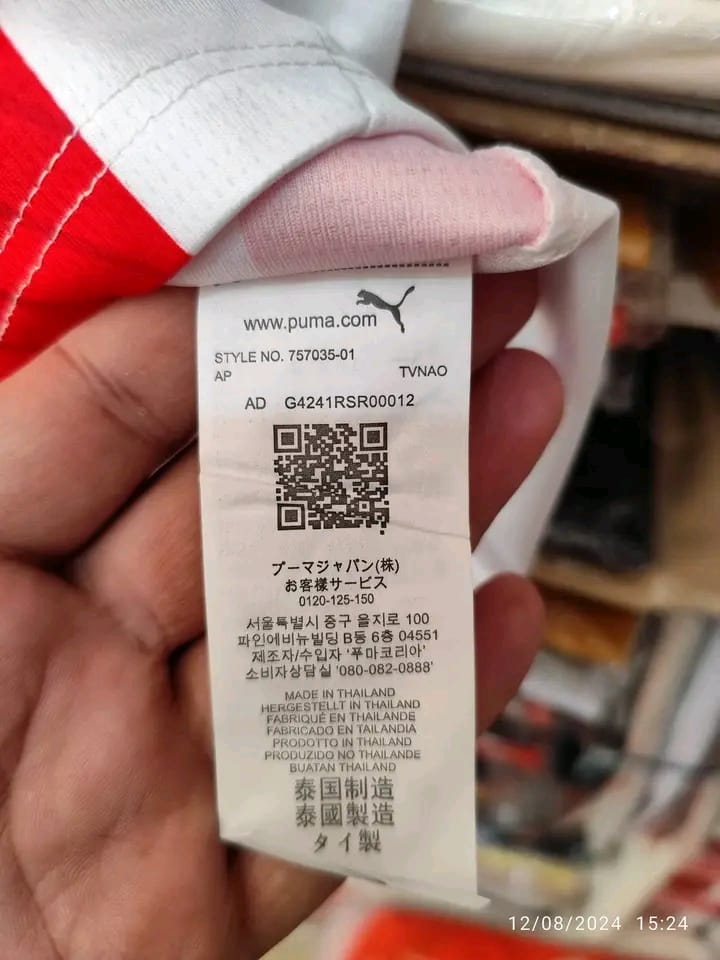 www.puma.com
STYLE NO. 757035-01
AP TVNAO
AD G4241RSR00012
プーマジャパン(株)
お客様サービス
0120-125-150
서울특별시 중구 을지로 100
파인에비뉴빌딩 B동 6층 04551
제조자/수입자 '푸마코리아'
소비자상담실 '080-082-0888'
MADE IN THAILAND
HERGESTELLT IN THAILAND
FABRIQUÉ EN THAÏLANDE
FABRICADO EN TAILANDIA
PRODOTTO IN THAILAND
PRODUZIDO NO THAILANDE
BUATAN THAILAND
泰国制造
泰國製造
タイ製
12/08/2024 15:24